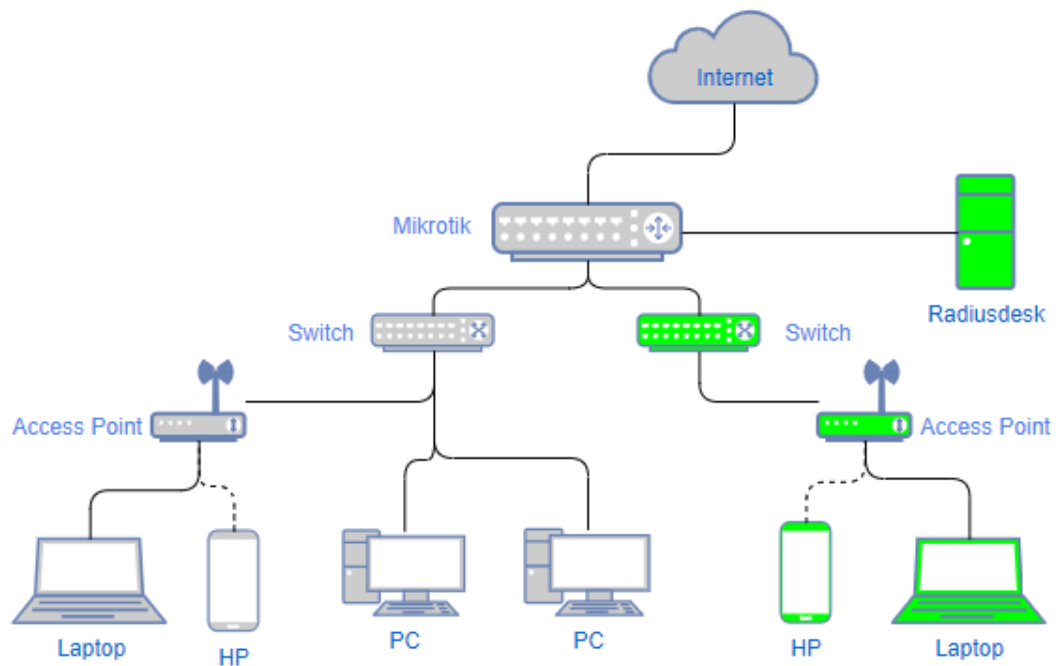 Internet
Mikrotik
Radiusdesk
Switch
Switch
Access Point
Access Point
Laptop
HP
PC
PC
HP
Laptop